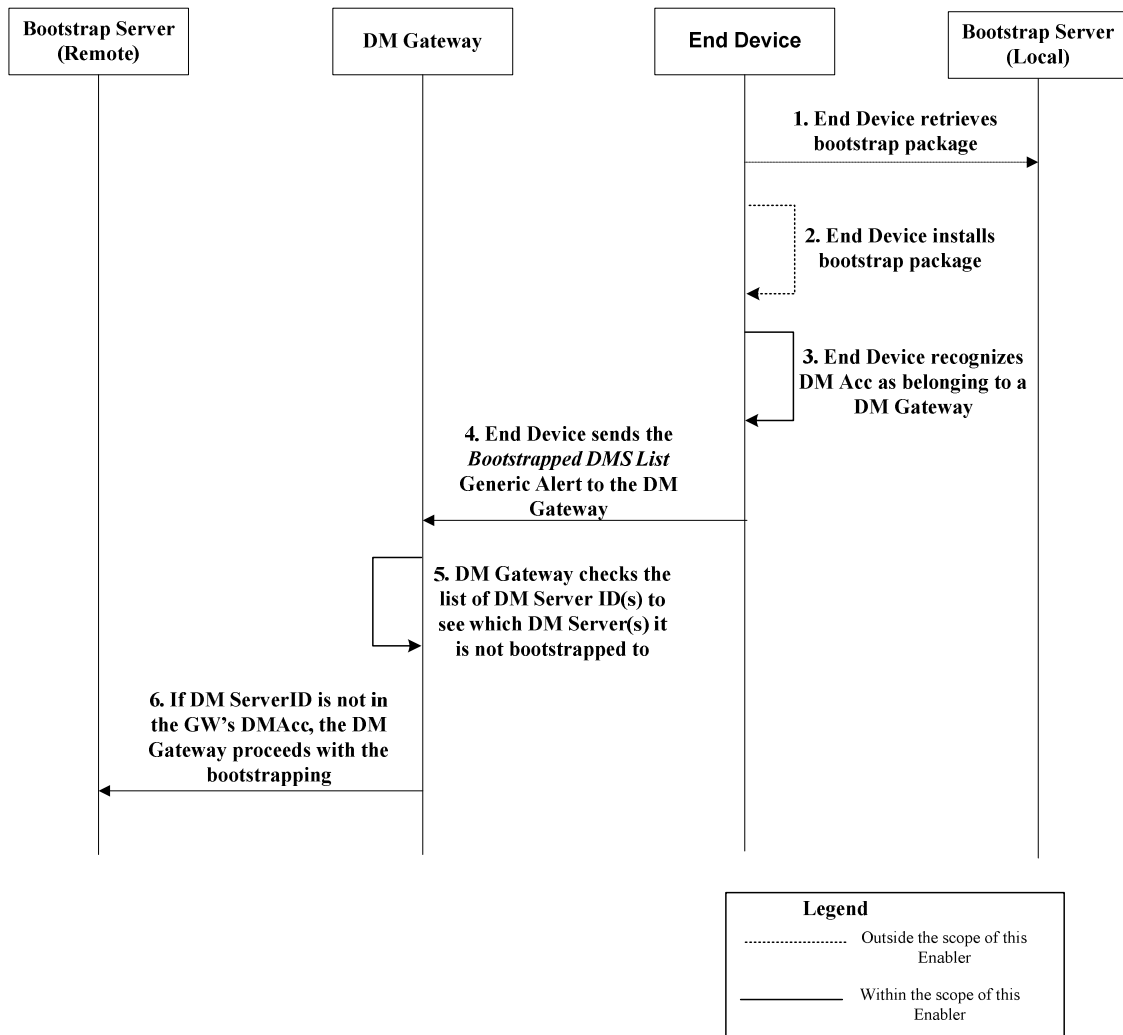 Bootstrap Server
(Remote)
DM Gateway
End Device
Bootstrap Server
(Local)
1. End Device retrieves
bootstrap package
2. End Device installs
bootstrap package
3. End Device recognizes
DM Acc as belonging to a
DM Gateway
4. End Device sends the
Bootstrapped DMS List
Generic Alert to the DM
Gateway
5. DM Gateway checks the
list of DM Server ID(s) to
see which DM Server(s) it
is not bootstrapped to
6. If DM ServerID is not in
the GW’s DMAcc, the DM
Gateway proceeds with the
bootstrapping
Legend
Outside the scope of this
Enabler
Within the scope of this
Enabler